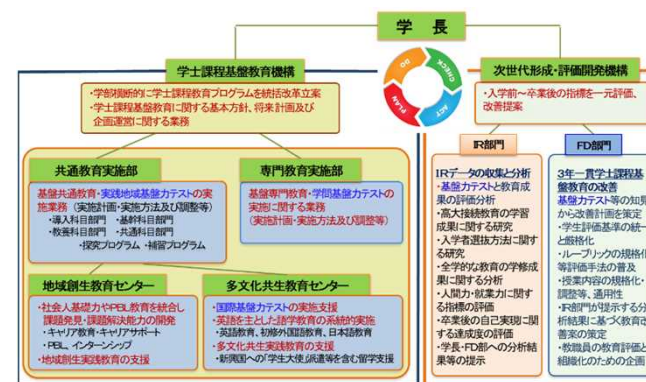 学 長
DO
CHECK
PLAN
ACT
学士課程基盤教育機構
・学部横断的に学士課程教育プログラムを統括改革立案
・学士課程基盤教育に関する基本方針、将来計画及び
企画運営に関する業務
次世代形成・評価開発機構
・入学前~卒業後の指標を一元評価、
改善提案
共通教育実施部
基盤共通教育・実践地域基盤力テストの実
施業務（実施計画・実施方法及び調整等）
・導入科目部門　・基幹科目部門
・教養科目部門　・共通科目部門
・探究プログラム ・補習プログラム
専門教育実施部
基盤専門教育・学問基盤力テストの
実施に関する業務
(実施計画・実施方法及び調整等)
地域創生教育センター
・社会人基礎力やPBL教育を統合し
課題発見・課題解決能力の開発
・キャリア教育・キャリアサポート
・PBL、インターンシップ
・地域創生実践教育の支援
多文化共生教育センター
・国際基盤力テストの実施支援
・英語を主とした語学教育の系統的実施
・英語教育、初修外国語教育、日本語教育
・多文化共生実践教育の支援
・新興国への「学生大使」派遣等を含む留学支援
IR部門
IRデータの収集と分析
・基盤力テストと教育成
果の評価分析
・高大接続教育の学習
成果に関する研究
・入学者選抜方法に関す
る研究
・全学的な教育の学修成
果に関する分析
・人間力・就業力に関す
る指標の評価
・卒業後の自己実現に関
する達成度の評価
・学長・FD部への分析結
果等の提示
FD部門
3年一貫学士課程基
盤教育の改善
基盤力テスト等の知見
から改善計画を策定
・学生評価基準の統一
と厳格化
・ルーブリックの規格化
等評価手法の普及
・授業内容の規格化・
調整等、通用性
・IR部門が提示する分
析結果に基づく教育改
善案の策定
・教職員の教育評価と
組織化のための企画